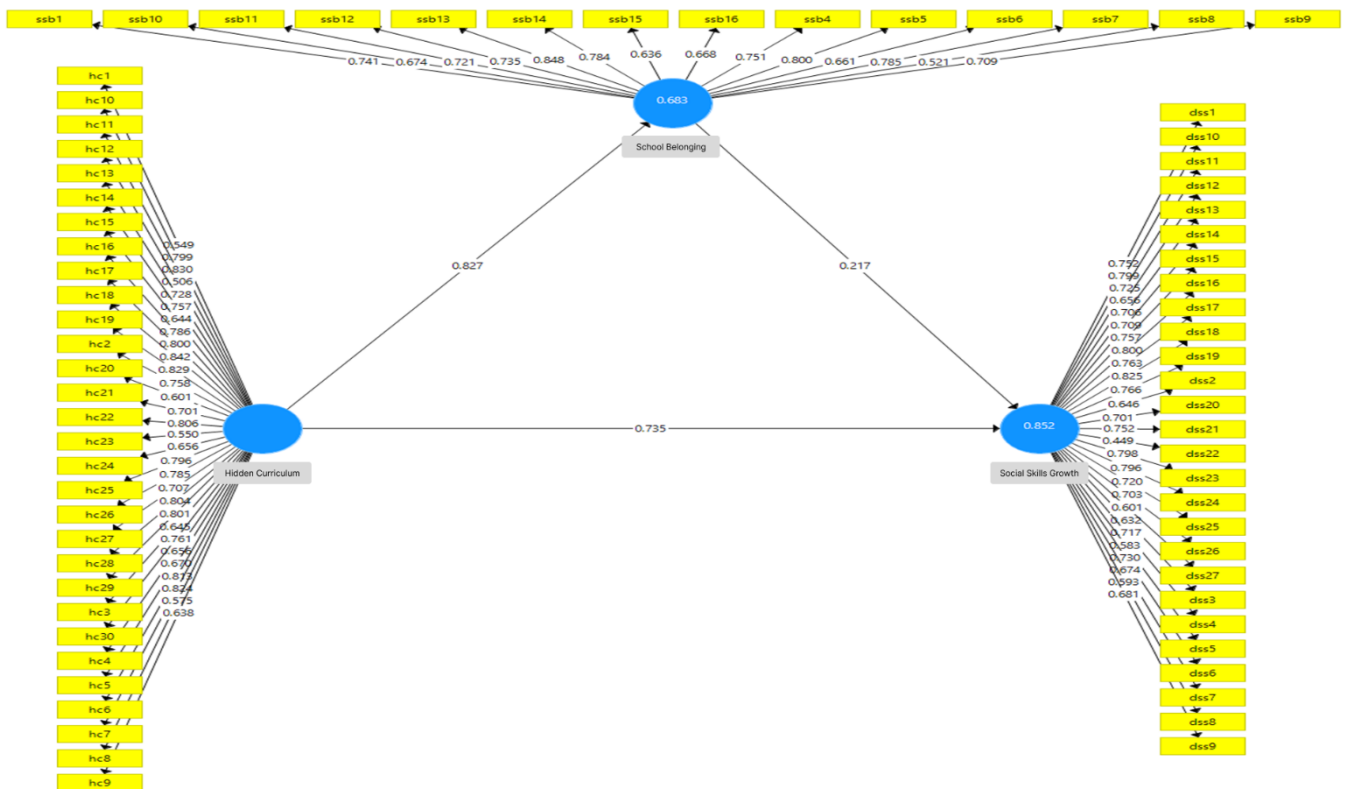 ssb1 ssb10 ssb11 ssb12 ssb13 ssb14 ssb15 ssb16 ssb4 ssb5 ssb6 ssb7 ssb8 ssb9
0.741 0.674 0.721 0.735 0.848 0.784 0.636 0.668 0.751 0.800 0.661 0.785 0.521 0.709
0.683
School Belonging
hc1
hc10
hc11
hc12
hc13
hc14
hc15
hc16
hc17
hc18
hc19
hc2
hc20
hc21
hc22
hc23
hc24
hc25
hc26
hc27
hc28
hc29
hc3
hc30
hc4
hc5
hc6
hc7
hc8
hc9
0.549
0.799
0.830
0.506
0.728
0.757
0.644
0.786
0.800
0.842
0.829
0.758
0.601
0.701
0.806
0.550
0.656
0.796
0.785
0.707
0.804
0.801
0.645
0.761
0.656
0.670
0.813
0.824
0.575
0.638
Hidden Curriculum
0.827
0.217
0.735
0.852
Social Skills Growth
0.752
0.799
0.725
0.656
0.706
0.709
0.757
0.800
0.763
0.825
0.766
0.646
0.701
0.752
0.449
0.798
0.796
0.720
0.703
0.601
0.632
0.717
0.583
0.730
0.674
0.593
0.681
dss1
dss10
dss11
dss12
dss13
dss14
dss15
dss16
dss17
dss18
dss19
dss2
dss20
dss21
dss22
dss23
dss24
dss25
dss26
dss27
dss3
dss4
dss5
dss6
dss7
dss8
dss9